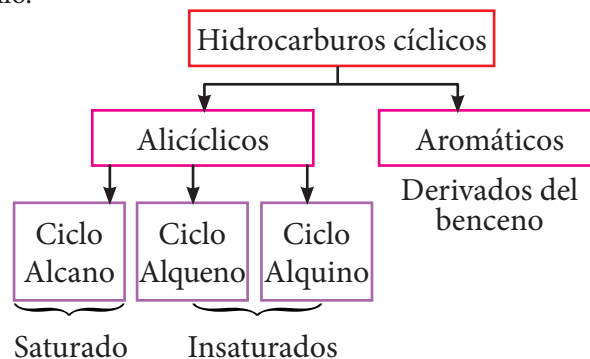 Hidrocarburos cíclicos
Alicíclicos
Aromáticos
Derivados del
benceno
Ciclo
Alcano
Ciclo
Alqueno
Ciclo
Alquino
Saturado
Insaturados